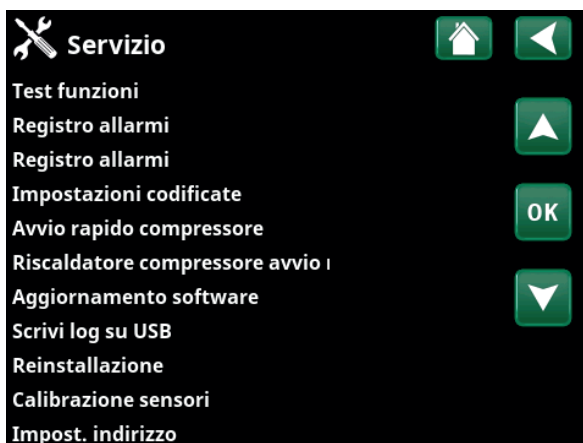 Servizio
Test funzioni
Registro allarmi
Registro allarmi
Impostazioni codificate
Avvio rapido compressore
OK
Riscaldatore compressore avvio
Aggiornamento software
Scrivi log su USB
Reinstallazione
Calibrazione sensori
Impost. indirizzo